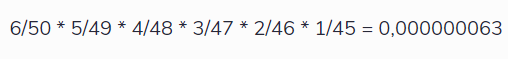 6/50 * 5/49 * 4/48 * 3/47 * 2/46 * 1/45 = 0,000000063